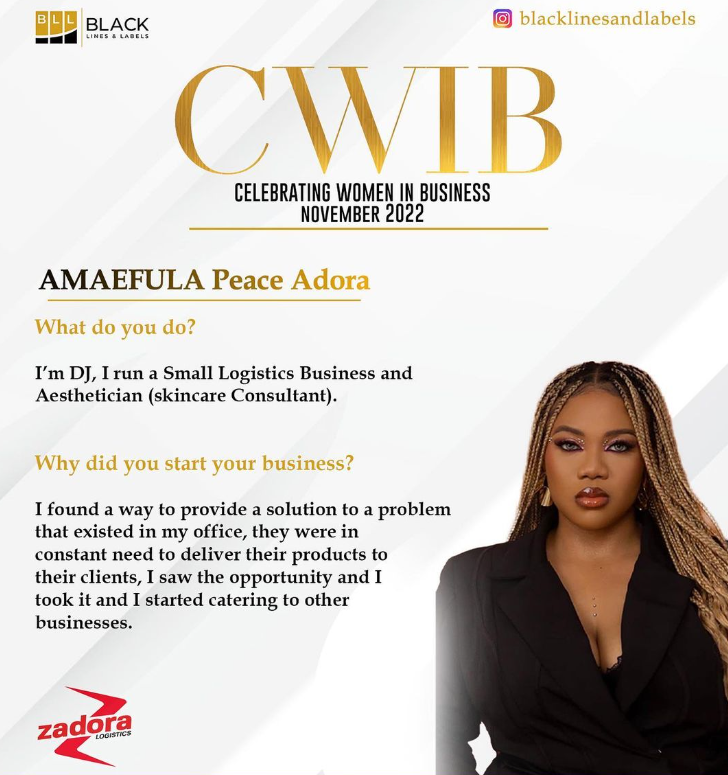 BLL
BLACK
LINES & LABELS
blacklinesandlabels
CWIB
CELEBRATING WOMEN IN BUSINESS
NOVEMBER 2022
AMAEFULA Peace Adora
What do you do?
I’m DJ, I run a Small Logistics Business and
Aesthetician (skincare Consultant).
Why did you start your business?
I found a way to provide a solution to a problem
that existed in my office, they were in
constant need to deliver their products to
their clients, I saw the opportunity and I
took it and I started catering to other
businesses.
zadora
LOGISTICS